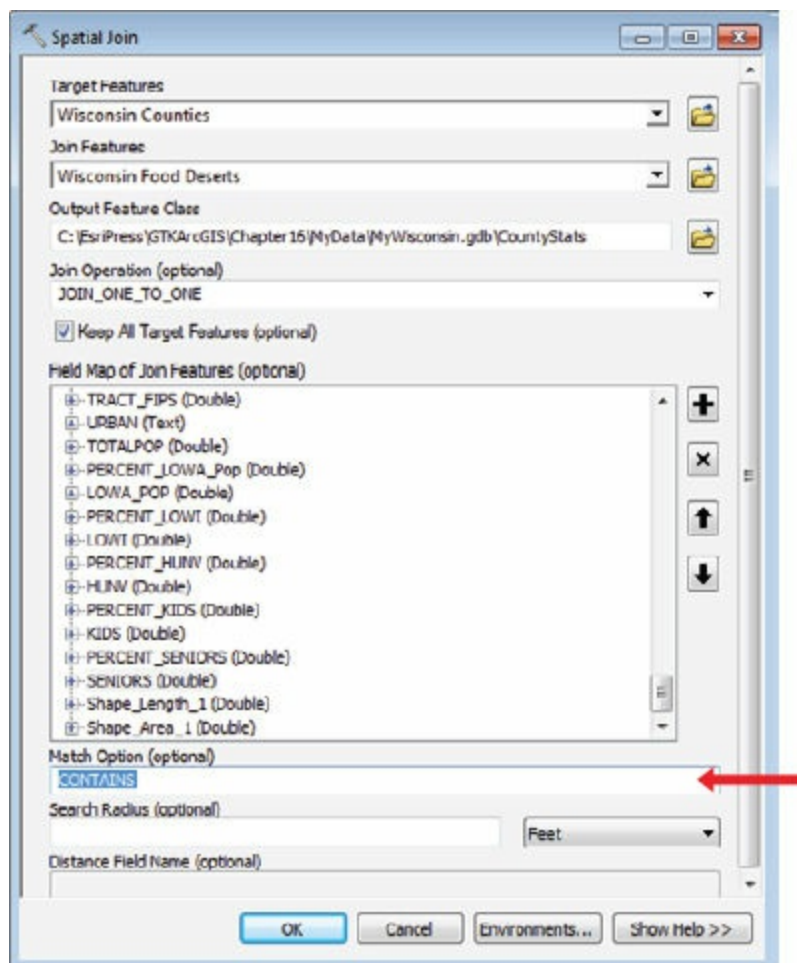 Spatial Join
Target Features
Wisconsin Counties
Join Features
Wisconsin Food Deserts
Output Feature Class
C:\EsriPress\GTKArcGIS\Chapter16\MyData\MyWisconsin.gdb\CountyStats
Join Operation (optional)
JOIN_ONE_TO_ONE
Keep All Target Features (optional)
Field Map of Join Features (optional)
TRACT_FIPS (Double)
URBAN (Text)
TOTALPOP (Double)
PERCENT_LOWA_Pop (Double)
LOWA_POP (Double)
PERCENT_LOWI (Double)
LOWI (Double)
PERCENT_HUNV (Double)
HUNV (Double)
PERCENT_KIDS (Double)
KIDS (Double)
PERCENT_SENIORS (Double)
SENIORS (Double)
Shape_Length_1 (Double)
Shape_Area_1 (Double)
Match Option (optional)
CONTAINS
Search Radius (optional)
Feet
Distance Field Name (optional)
OK Cancel Environments... Show Help >>